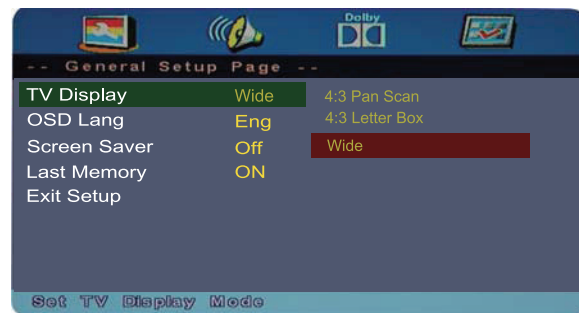 Dolby
-- General Setup Page --
TV Display Wide 4:3 Pan Scan
OSD Lang Eng 4:3 Letter Box
Screen Saver Off Wide
Last Memory ON
Exit Setup
Set TV Display Mode